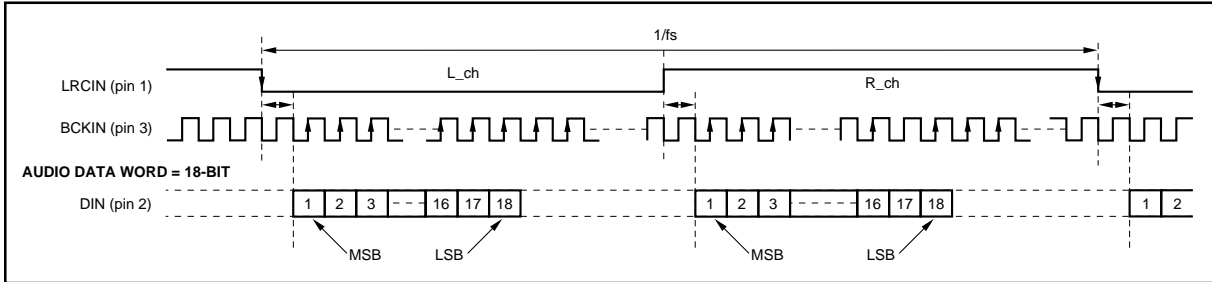 1/fs
L_ch
R_ch
LRCIN (pin 1)
BCKIN (pin 3)
AUDIO DATA WORD = 18-BIT
DIN (pin 2)
1 2 3 16 17 18 1 2 3 16 17 18 1 2
MSB LSB MSB LSB